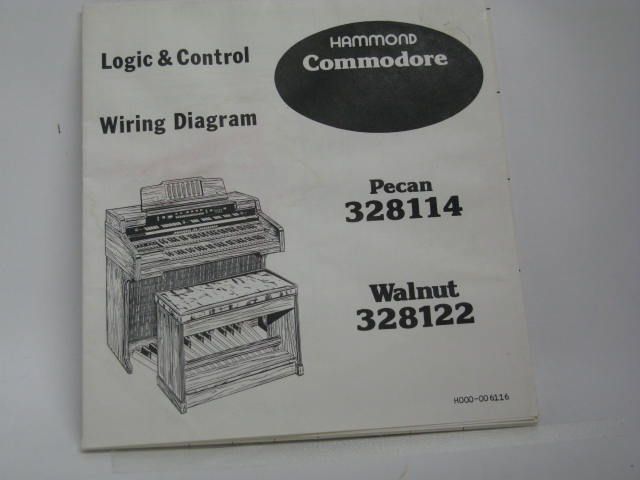 Logic & Control
Wiring Diagram
HAMMOND
Commodore
Pecan
328114
Walnut
328122
H000-006116